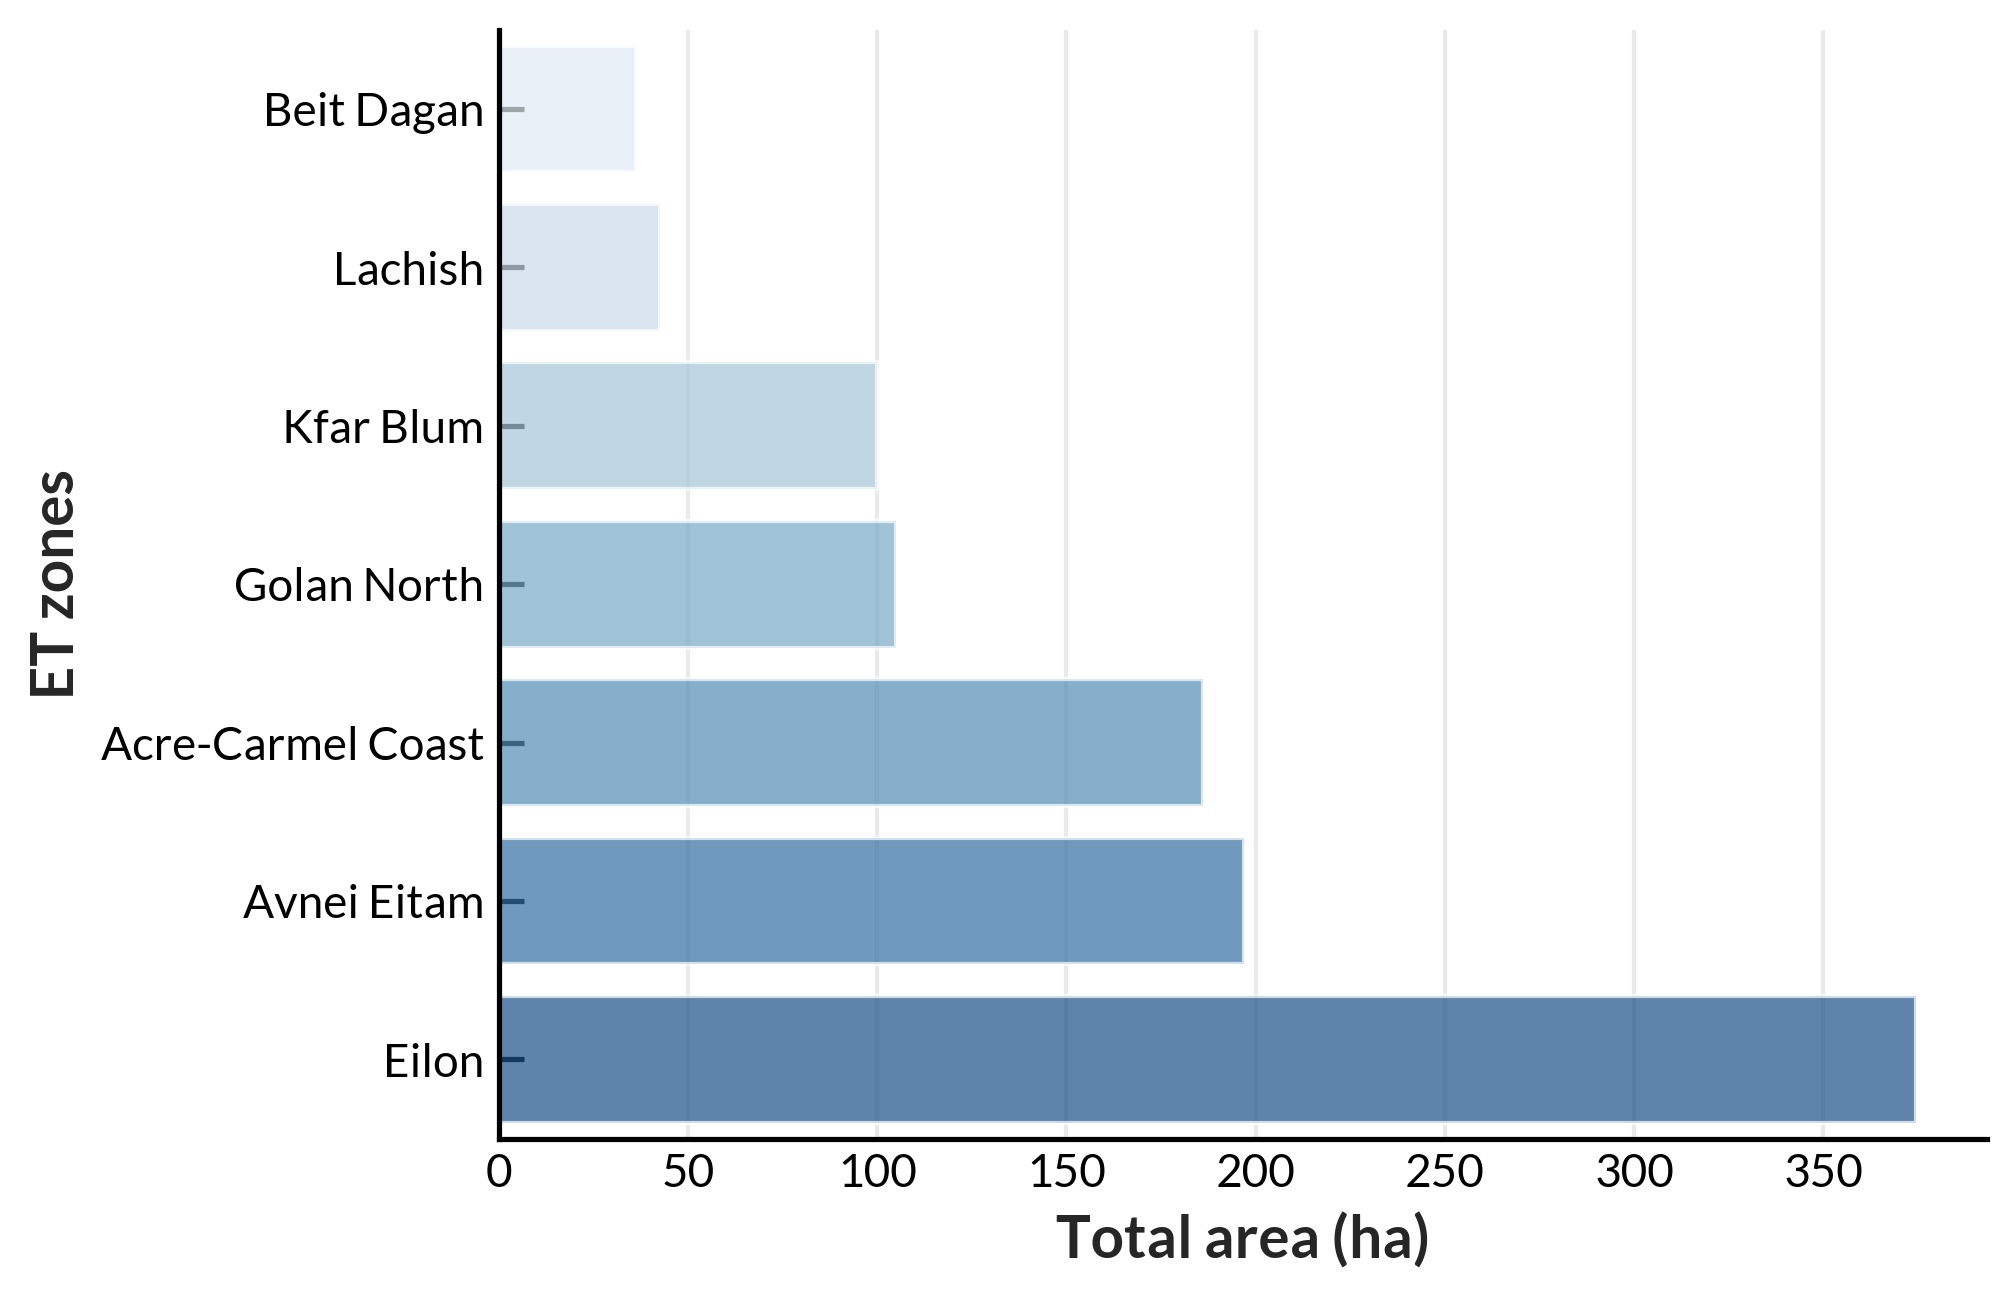 Beit Dagan
Lachish
Kfar Blum
Golan North
Acre-Carmel Coast
Avnei Eitam
Eilon
ET zones
0 50 100 150 200 250 300 350
Total area (ha)